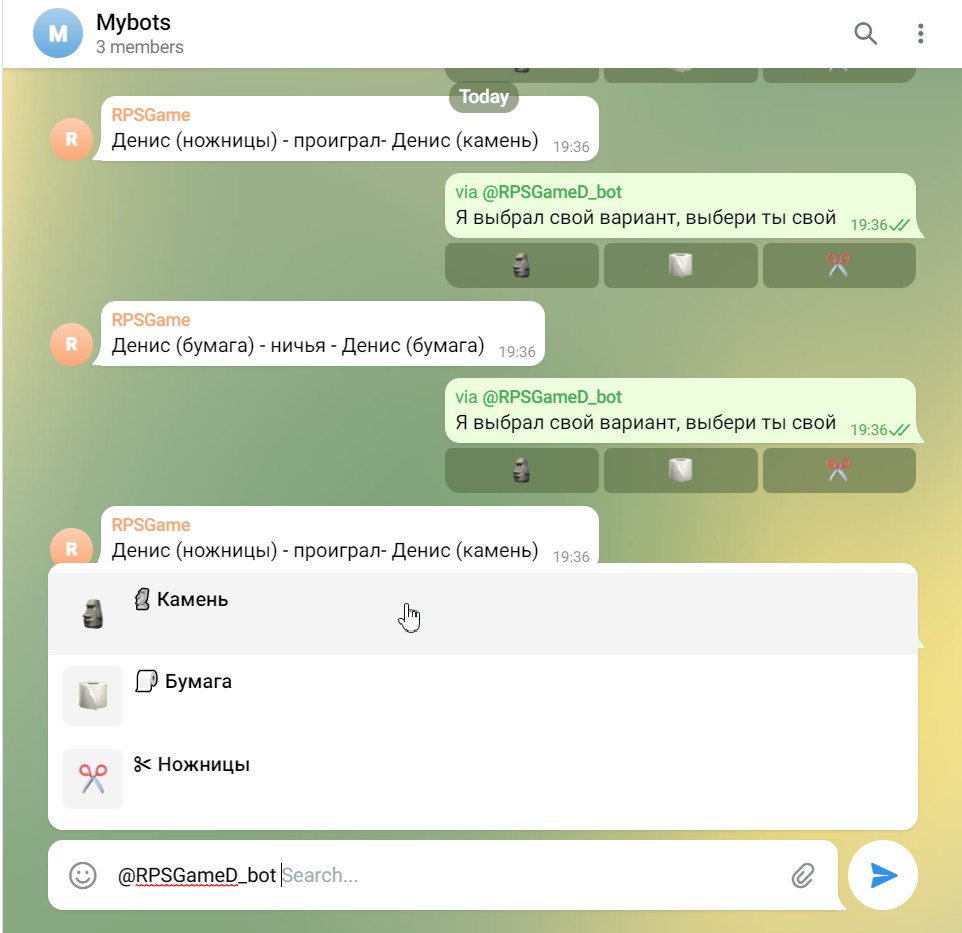 M
Mybots
3 members
Today
RPSGame
R
Денис (ножницы) - проиграл- Денис (камень) 19:36
via @RPSGameD_bot
Я выбрал свой вариант, выбери ты свой 19:36
RPSGame
R
Денис (бумага) - ничья - Денис (бумага) 19:36
via @RPSGameD_bot
Я выбрал свой вариант, выбери ты свой 19:36
RPSGame
R
Денис (ножницы) - проиграл- Денис (камень) 19:36
Камень
Бумага
Ножницы
@RPSGameD_bot Search...